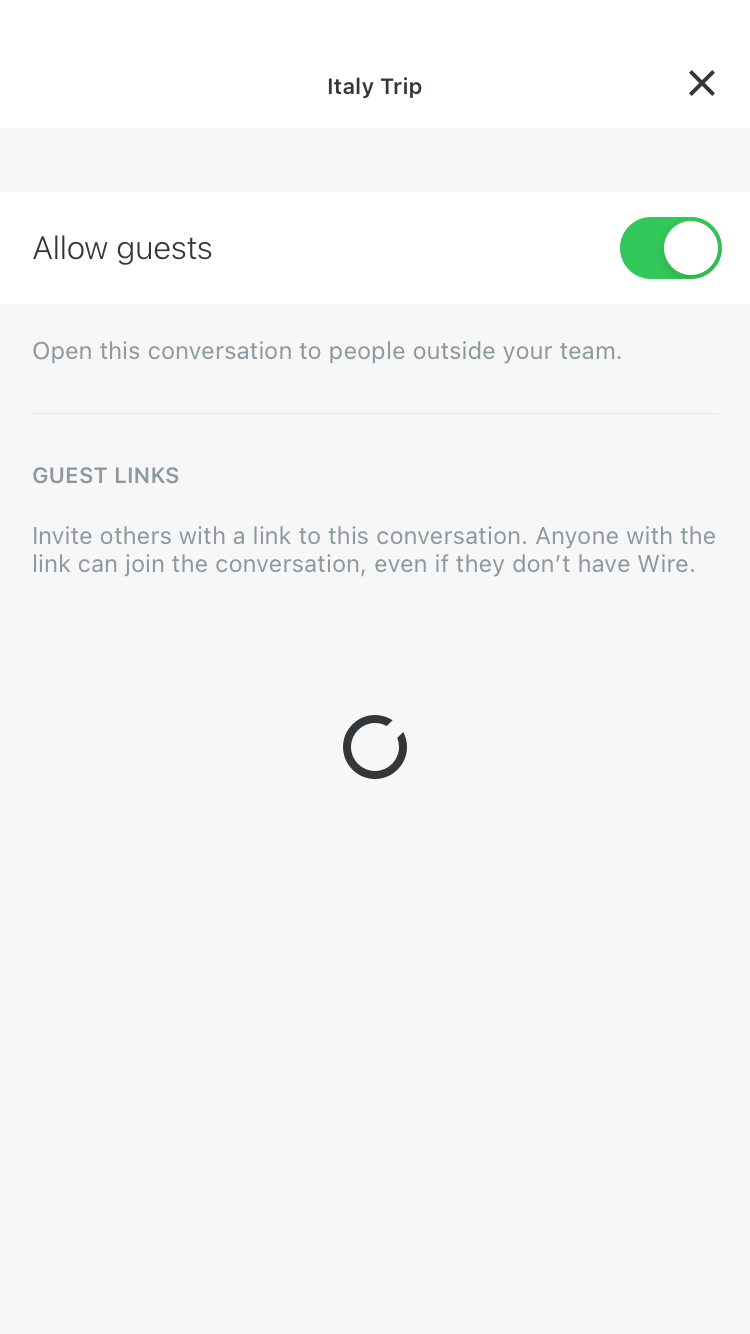 Italy Trip
Allow guests
Open this conversation to people outside your team.
GUEST LINKS
Invite others with a link to this conversation. Anyone with the
link can join the conversation, even if they don’t have Wire.